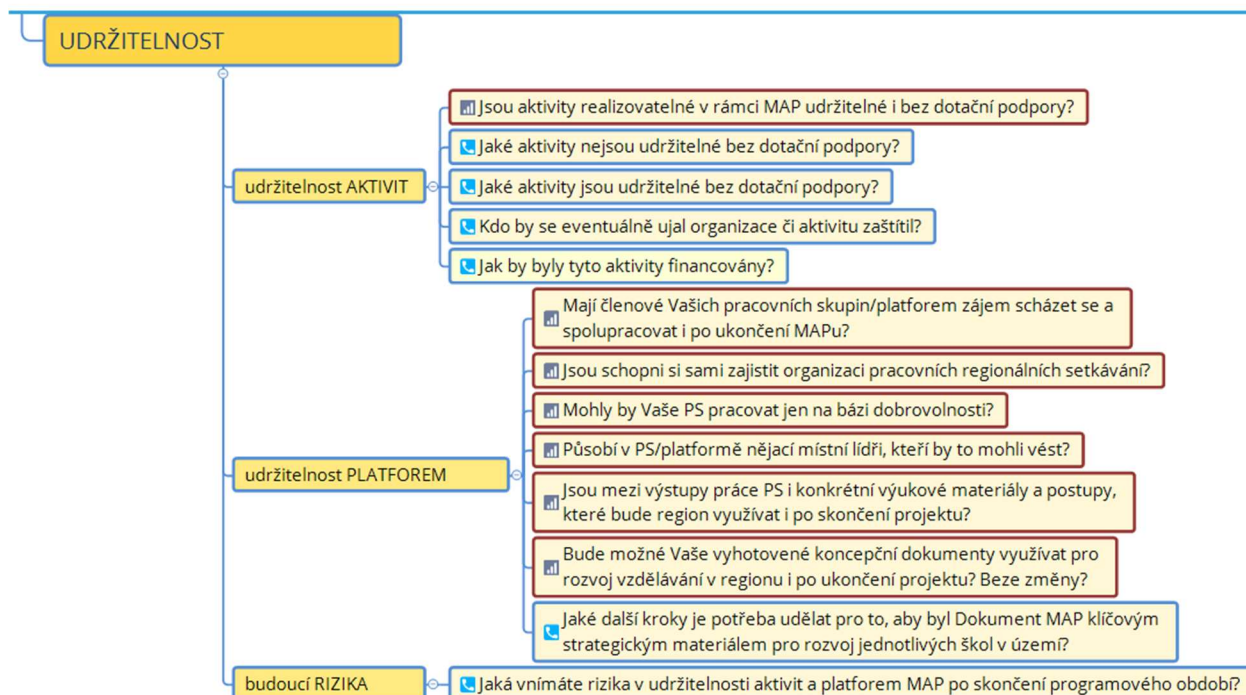 UDRŽITELNOST
udržitelnost AKTIVIT
Jsou aktivity realizovatelné v rámci MAP udržitelné i bez dotační podpory?
Jaké aktivity nejsou udržitelné bez dotační podpory?
Jaké aktivity jsou udržitelné bez dotační podpory?
Kdo by se eventuálně ujal organizace či aktivitu zaštítil?
Jak by byly tyto aktivity financovány?
udržitelnost PLATFOREM
Mají členové Vašich pracovních skupin/platforem zájem scházet se a
spolupracovat i po ukončení MAPu?
Jsou schopni si sami zajistit organizaci pracovních regionálních setkávání?
Mohly by Vaše PS pracovat jen na bázi dobrovolnosti?
Působí v PS/platformě nějací místní lídři, kteří by to mohli vést?
Jsou mezi výstupy práce PS i konkrétní výukové materiály a postupy,
které bude region využívat i po skončení projektu?
Bude možné Vaše vyhotovené koncepční dokumenty využívat pro
rozvoj vzdělávání v regionu i po ukončení projektu? Beze změny?
Jaké další kroky je potřeba udělat pro to, aby byl Dokument MAP klíčovým
strategickým materiálem pro rozvoj jednotlivých škol v území?
budoucí RIZIKA
Jaká vnímáte rizika v udržitelnosti aktivit a platforem MAP po skončení programového období?